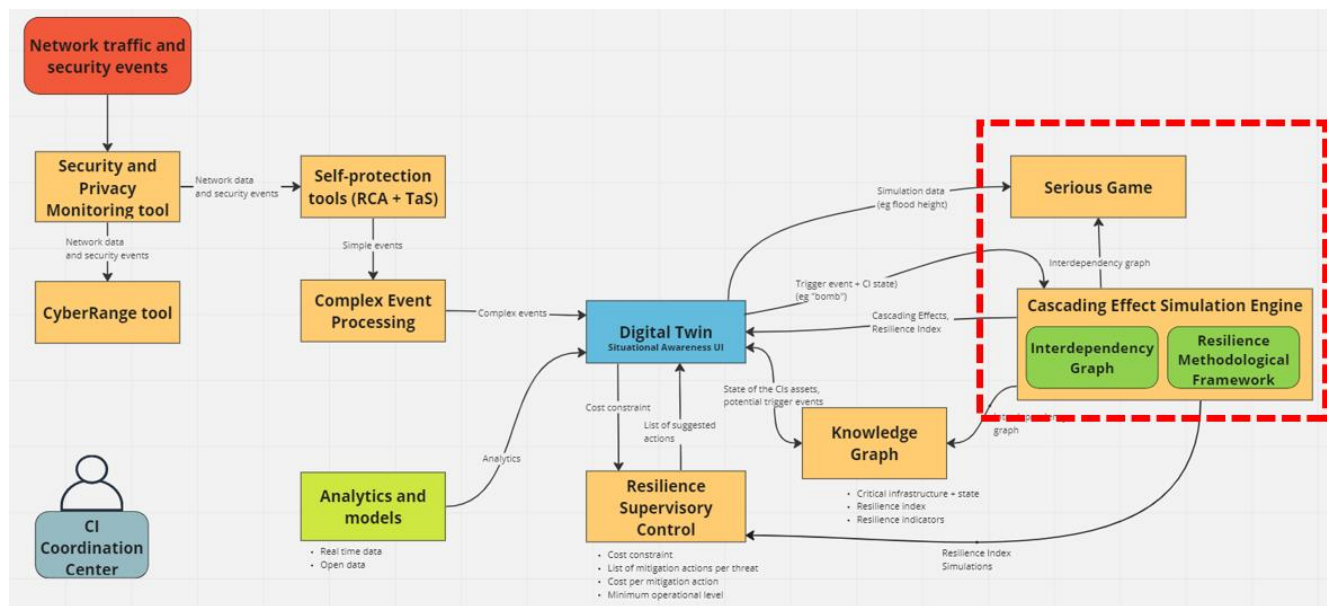 Network traffic and
security events
Security and
Privacy
Monitoring tool
Network data
and security events
Self-protection
tools (RCA + TaS)
Network data
and security events
Simple events
CyberRange tool
Complex Event
Processing
Complex events
Digital Twin
Situational Awareness UI
Simulation data
(eg flood height)
Serious Game
Interdependency graph
Trigger event + CI state)
(eg "bomb")
Cascading Effects,
Resilience Index
Cascading Effect Simulation Engine
Interdependency
Graph
Resilience
Methodological
Framework
Cost constraint
List of suggested
actions
State of the CIs assets,
potential trigger events
graph
Knowledge
Graph
• Critical infrastructure + state
• Resilience index
• Resilience indicators
Analytics
Analytics and
models
• Real time data
• Open data
Resilience
Supervisory
Control
• Cost constraint
• List of mitigation actions per threat
• Cost per mitigation action
• Minimum operational level
Resilience Index
Simulations
CI
Coordination
Center